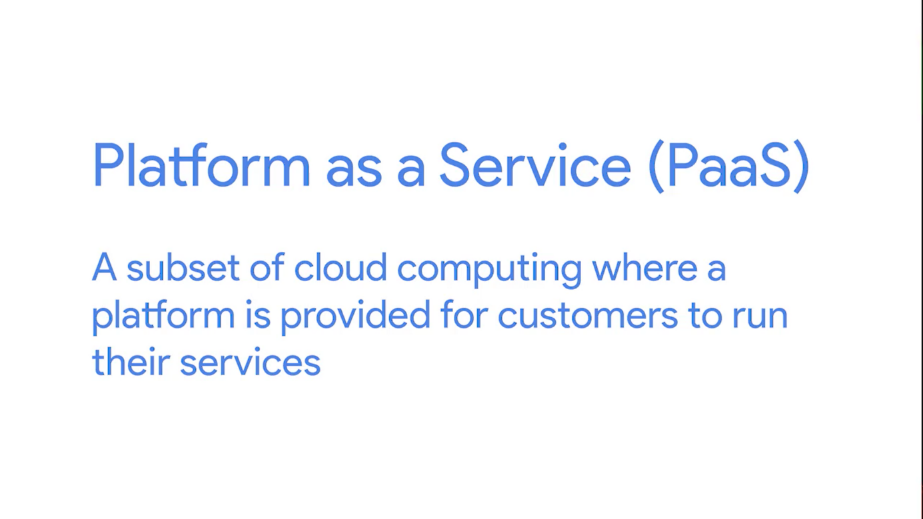 Platform as a Service (PaaS)
A subset of cloud computing where a
platform is provided for customers to run
their services